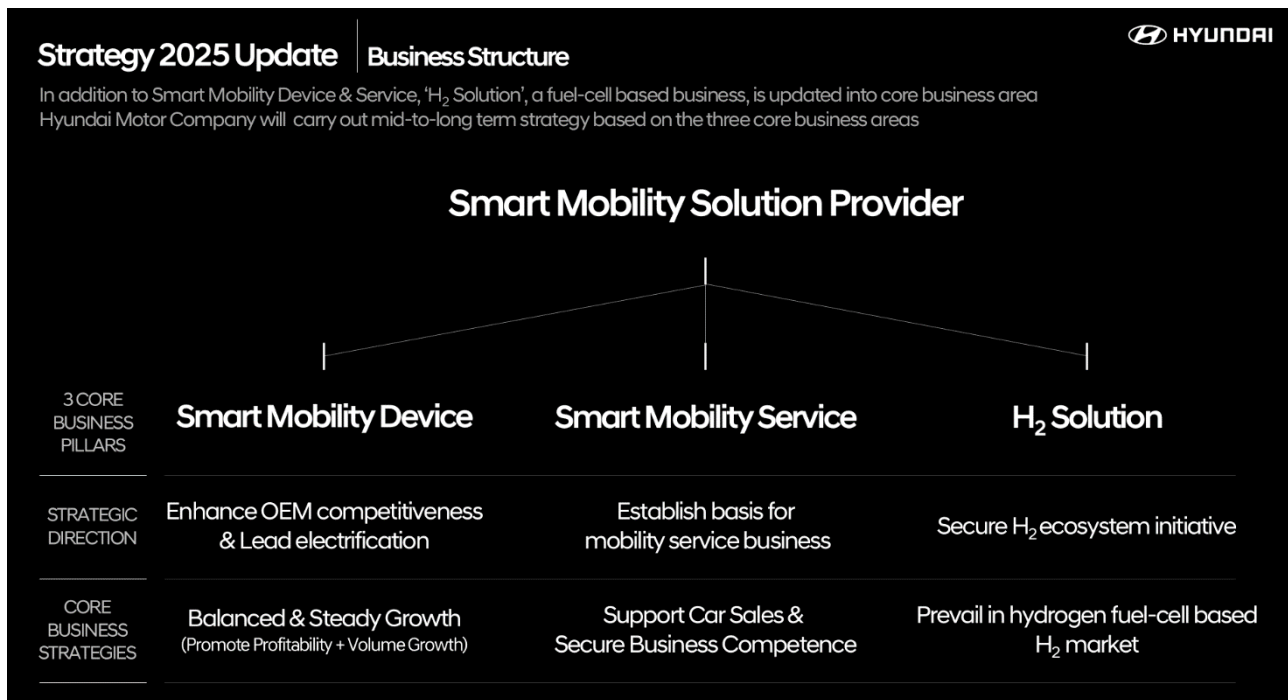 HYUNDAI
Strategy 2025 Update
Business Structure
In addition to Smart Mobility Device & Service, ‘H₂ Solution’, a fuel-cell based business, is updated into core business area
Hyundai Motor Company will carry out mid-to-long term strategy based on the three core business areas
Smart Mobility Solution Provider
3 CORE
BUSINESS
PILLARS
Smart Mobility Device
Smart Mobility Service
H₂ Solution
STRATEGIC
DIRECTION
Enhance OEM competitiveness
& Lead electrification
Establish basis for
mobility service business
Secure H₂ ecosystem initiative
CORE
BUSINESS
STRATEGIES
Balanced & Steady Growth
(Promote Profitability + Volume Growth)
Support Car Sales &
Secure Business Competence
Prevail in hydrogen fuel-cell based
H₂ market